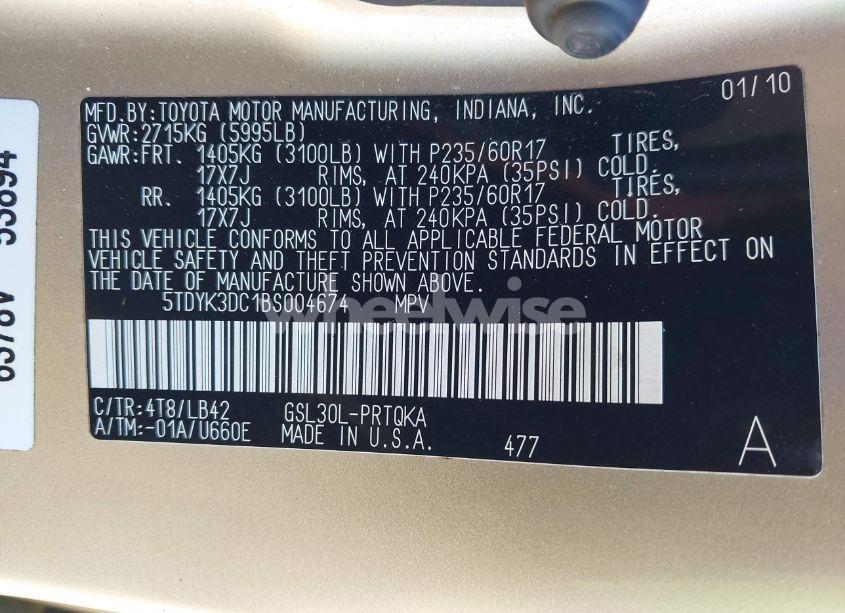 01/10
MFD.BY:TOYOTA MOTOR MANUFACTURING, INDIANA, INC.
GVWR:2715KG (5995LB)
GAWR:FRT. 1405KG (3100LB) WITH P235/60R17 TIRES,
17X7J RIMS, AT 240KPA (35PSI) COLD.
RR. 1405KG (3100LB) WITH P235/60R17 TIRES,
17X7J RIMS, AT 240KPA (35PSI) COLD.
THIS VEHICLE CONFORMS TO ALL APPLICABLE FEDERAL MOTOR
VEHICLE SAFETY AND THEFT PREVENTION STANDARDS IN EFFECT ON
THE DATE OF MANUFACTURE SHOWN ABOVE.
5TDYK3DC1BS004674 MPV
wheelwise
C/TR:4T8/LB42 GSL30L-PRTQKA
A/TM:-01A/U660E MADE IN U.S.A. 477 A